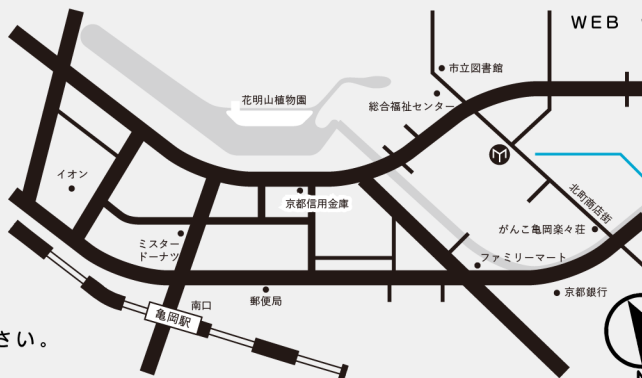 WEB
市立図書館
花明山植物園
総合福祉センター
イオン
京都信用金庫
北町商店街
がんこ亀岡楽々荘
ミスター
ドーナツ
ファミリーマート
郵便局
京都銀行
南口
亀岡駅
さい。